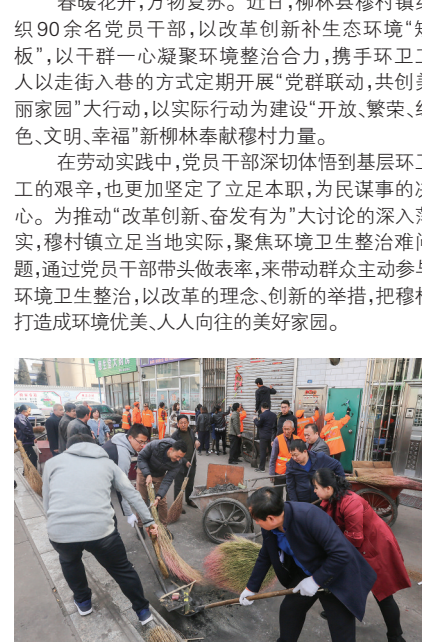 春暖花开,万物复苏。近日,柳林县穆村镇组
织90余名党员干部,以改革创新补生态环境“短
板”,以干群一心凝聚环境整治合力,携手环卫工
人以走街入巷的方式定期开展“党群联动,共创美
丽家园”大行动,以实际行动为建设“开放、繁荣、绿
色、文明、幸福”新柳林奉献穆村力量。
在劳动实践中,党员干部深切体悟到基层环卫
工的艰辛,也更加坚定了立足本职,为民谋事的决
心。为推动“改革创新、奋发有为”大讨论的深入落
实,穆村镇立足当地实际,聚焦环境卫生整治难问
题,通过党员干部带头做表率,来带动群众主动参与
环境卫生整治,以改革的理念、创新的举措,把穆村
打造成环境优美、人人向往的美好家园。